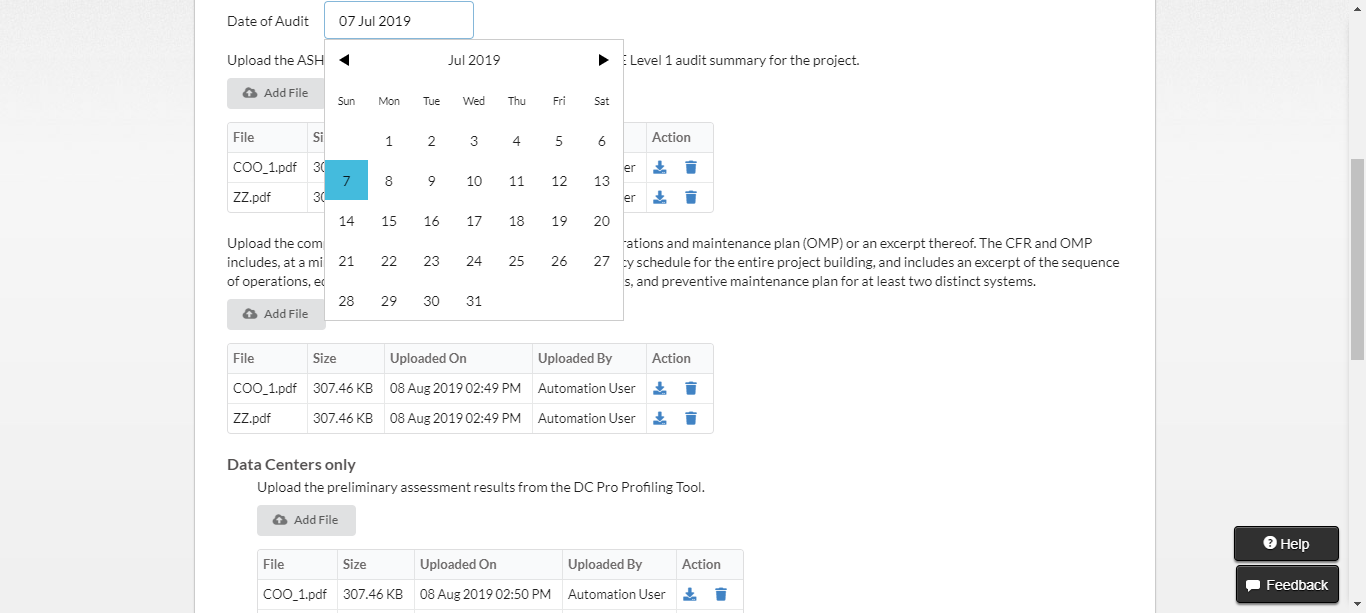 Date of Audit 07 Jul 2019
Jul 2019
Upload the ASH E Level 1 audit summary for the project.
Add File
Sun Mon Tue Wed Thu Fri Sat
1 2 3 4 5 6
7 8 9 10 11 12 13
14 15 16 17 18 19 20
21 22 23 24 25 26 27
28 29 30 31
File Si Action
COO_1.pdf 30 er
ZZ.pdf 30 er
Upload the com rations and maintenance plan (OMP) or an excerpt thereof. The CFR and OMP
includes, at a mi cy schedule for the entire project building, and includes an excerpt of the sequence
of operations, e s, and preventive maintenance plan for at least two distinct systems.
Add File
File Size Uploaded On Uploaded By Action
COO_1.pdf 307.46 KB 08 Aug 2019 02:49 PM Automation User
ZZ.pdf 307.46 KB 08 Aug 2019 02:49 PM Automation User
Data Centers only
Upload the preliminary assessment results from the DC Pro Profiling Tool.
Add File
File Size Uploaded On Uploaded By Action
COO_1.pdf 307.46 KB 08 Aug 2019 02:50 PM Automation User
Help
Feedback